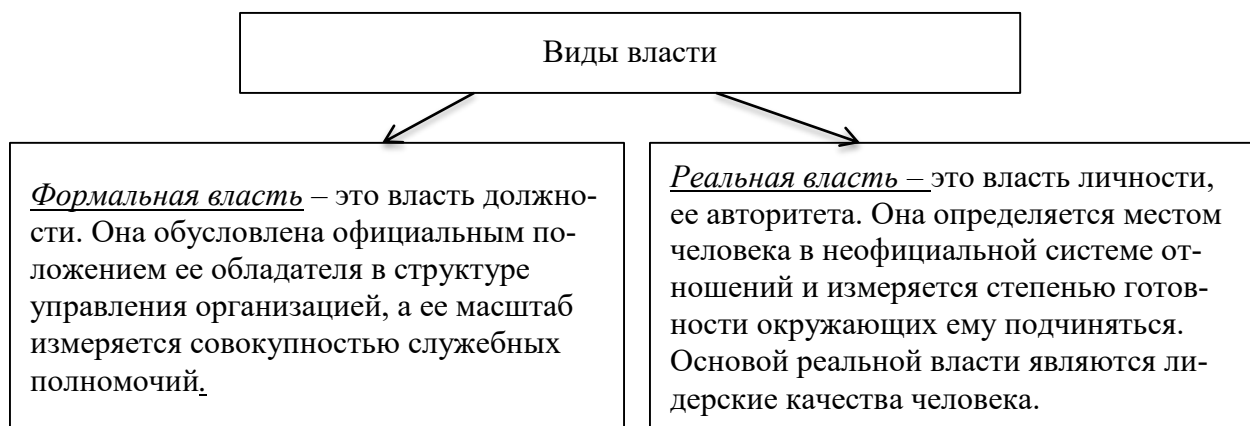 Виды власти
Формальная власть – это власть должно-
сти. Она обусловлена официальным по-
ложением ее обладателя в структуре
управления организацией, а ее масштаб
измеряется совокупностью служебных
полномочий.
Реальная власть – это власть личности,
ее авторитета. Она определяется местом
человека в неофициальной системе от-
ношений и измеряется степенью готов-
ности окружающих ему подчиняться.
Основой реальной власти являются ли-
дерские качества человека.